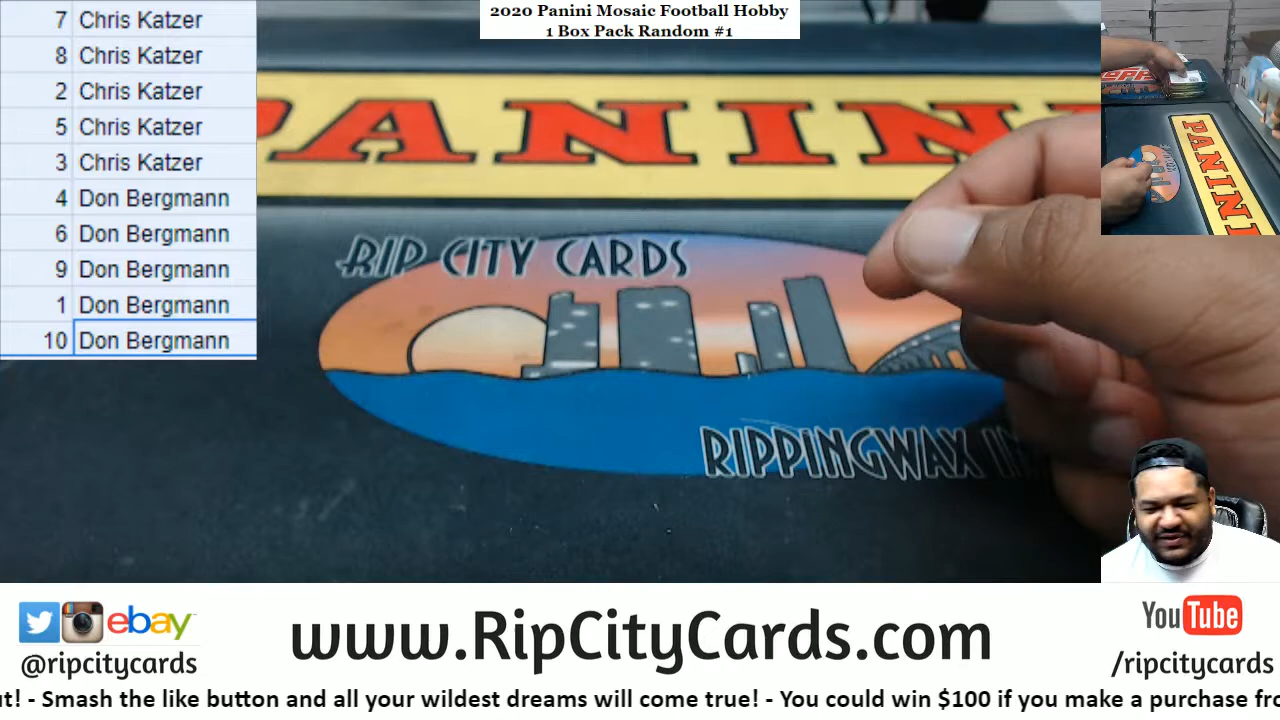 7 Chris Katzer
8 Chris Katzer
2 Chris Katzer
5 Chris Katzer
3 Chris Katzer
4 Don Bergmann
6 Don Bergmann
9 Don Bergmann
1 Don Bergmann
10 Don Bergmann
2020 Panini Mosaic Football Hobby
1 Box Pack Random #1
PANINI
PANINI
RIP CITY CARDS
RIPPINGWAX
ebay
@ripcitycards
www.RipCityCards.com
YouTube
/ripcitycards
- Smash the like button and all your wildest dreams will come true! - You could win $100 if you make a purchase